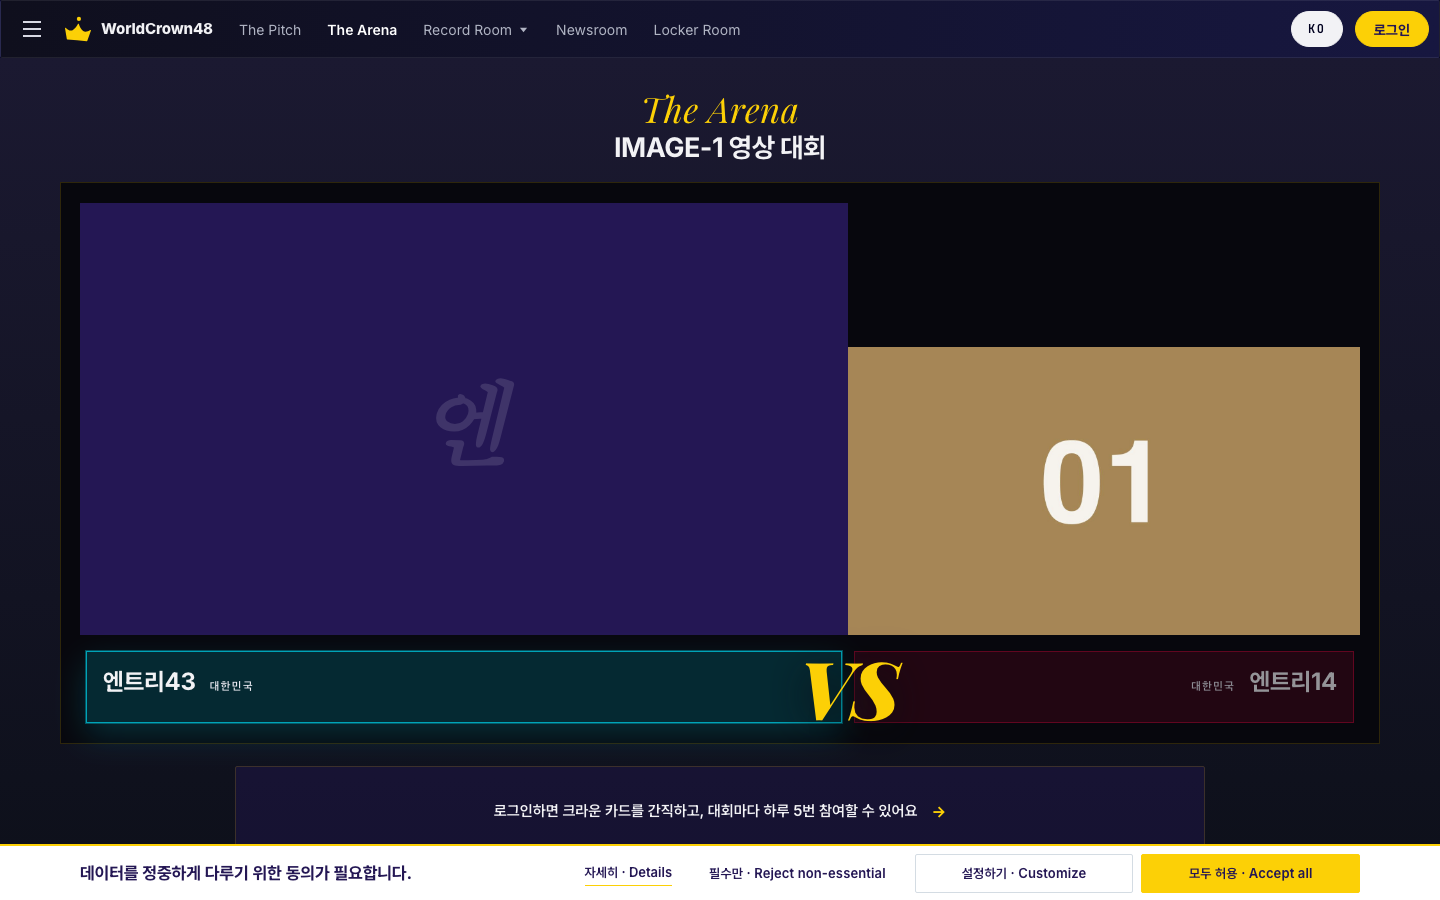 WorldCrown48 The Pitch The Arena Record Room Newsroom Locker Room KO 로그인
The Arena
IMAGE-1 영상 대회
엔
01
엔트리43 대한민국 VS 대한민국 엔트리14
로그인하면 크라운 카드를 간직하고, 대회마다 하루 5번 참여할 수 있어요 →
데이터를 정중하게 다루기 위한 동의가 필요합니다. 자세히 · Details 필수만 · Reject non-essential 설정하기 · Customize 모두 허용 · Accept all